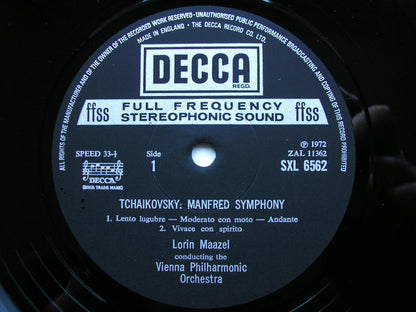 ALL RIGHTS OF THE MANUFACTURER AND OF THE OWNER OF THE RECORDED WORK RESERVED · UNAUTHORISED PUBLIC PERFORMANCE BROADCASTING AND COPYING OF THIS RECORD PROHIBITED
MADE IN ENGLAND · THE DECCA RECORD CO. LTD.
DECCA
REGD.
ffss FULL FREQUENCY ffss
STEREOPHONIC SOUND
SPEED 33⅓
DECCA
(REGD. TRADE MARK)
Side
1
℗ 1972
ZAL 11362
SXL 6562
TCHAIKOVSKY: MANFRED SYMPHONY
1. Lento lugubre — Moderato con moto — Andante
2. Vivace con spirito
Lorin Maazel
conducting the
Vienna Philharmonic
Orchestra